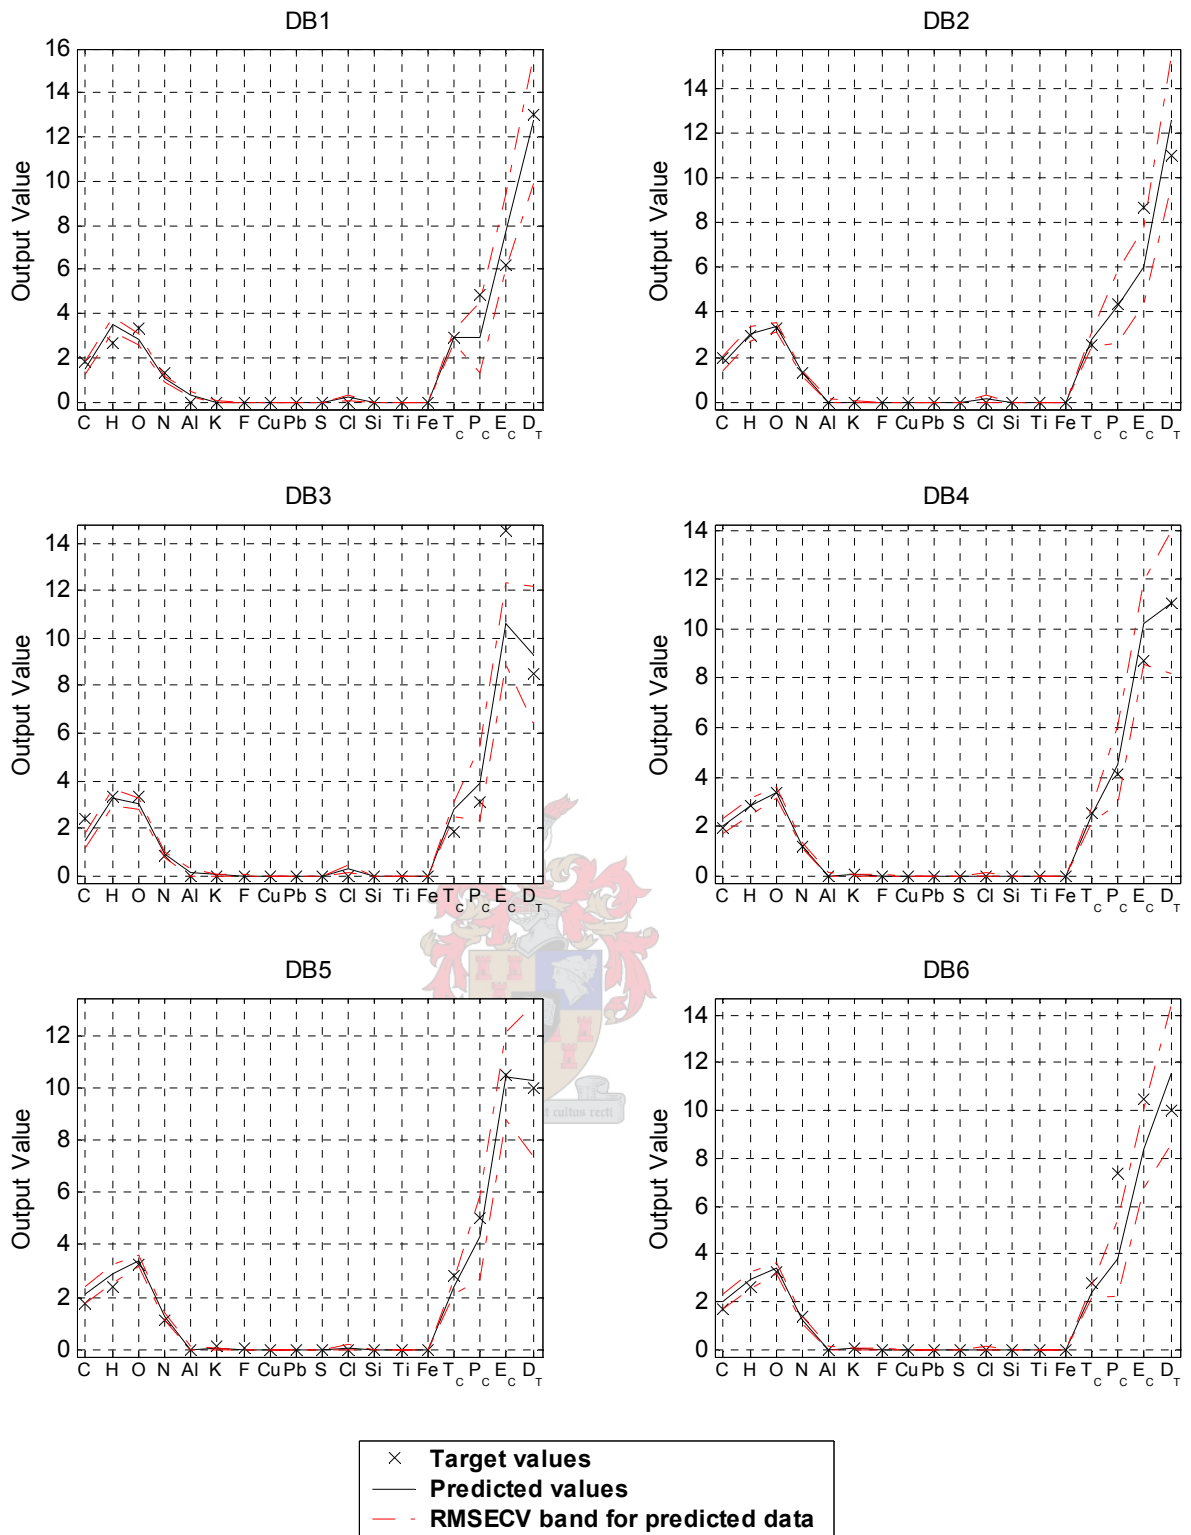 DB1
16
14
12
10
8
6
4
2
0
Output Value
C H O N Al K F Cu Pb S Cl Si Ti Fe T_C P_C E_C D_T
DB2
14
12
10
8
6
4
2
0
Output Value
C H O N Al K F Cu Pb S Cl Si Ti Fe T_C P_C E_C D_T
DB3
14
12
10
8
6
4
2
0
Output Value
C H O N Al K F Cu Pb S Cl Si Ti Fe T_C P_C E_C D_T
DB4
14
12
10
8
6
4
2
0
Output Value
C H O N Al K F Cu Pb S Cl Si Ti Fe T_C P_C E_C D_T
DB5
12
10
8
6
4
2
0
Output Value
C H O N Al K F Cu Pb S Cl Si Ti Fe T_C P_C E_C D_T
DB6
14
12
10
8
6
4
2
0
Output Value
C H O N Al K F Cu Pb S Cl Si Ti Fe T_C P_C E_C D_T
cultus recti
Target values
Predicted values
RMSECV band for predicted data